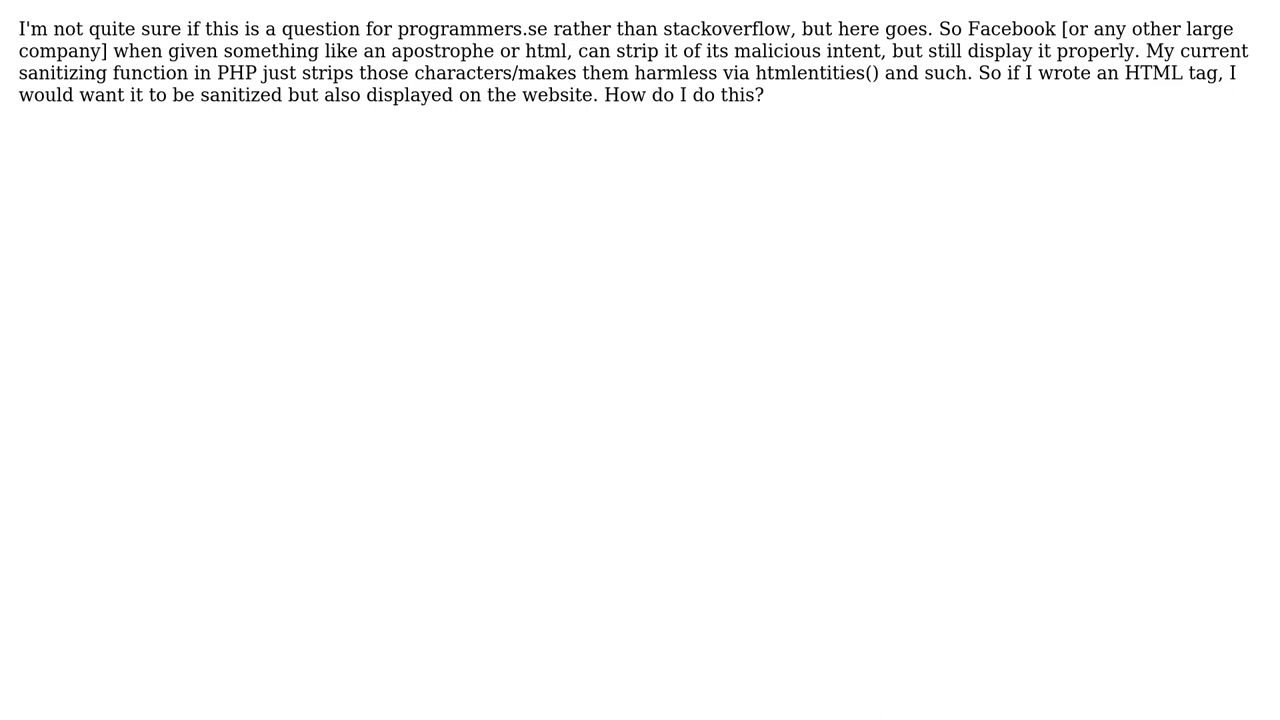 I'm not quite sure if this is a question for programmers.se rather than stackoverflow, but here goes. So Facebook [or any other large
company] when given something like an apostrophe or html, can strip it of its malicious intent, but still display it properly. My current
sanitizing function in PHP just strips those characters/makes them harmless via htmlentities() and such. So if I wrote an HTML tag, I
would want it to be sanitized but also displayed on the website. How do I do this?